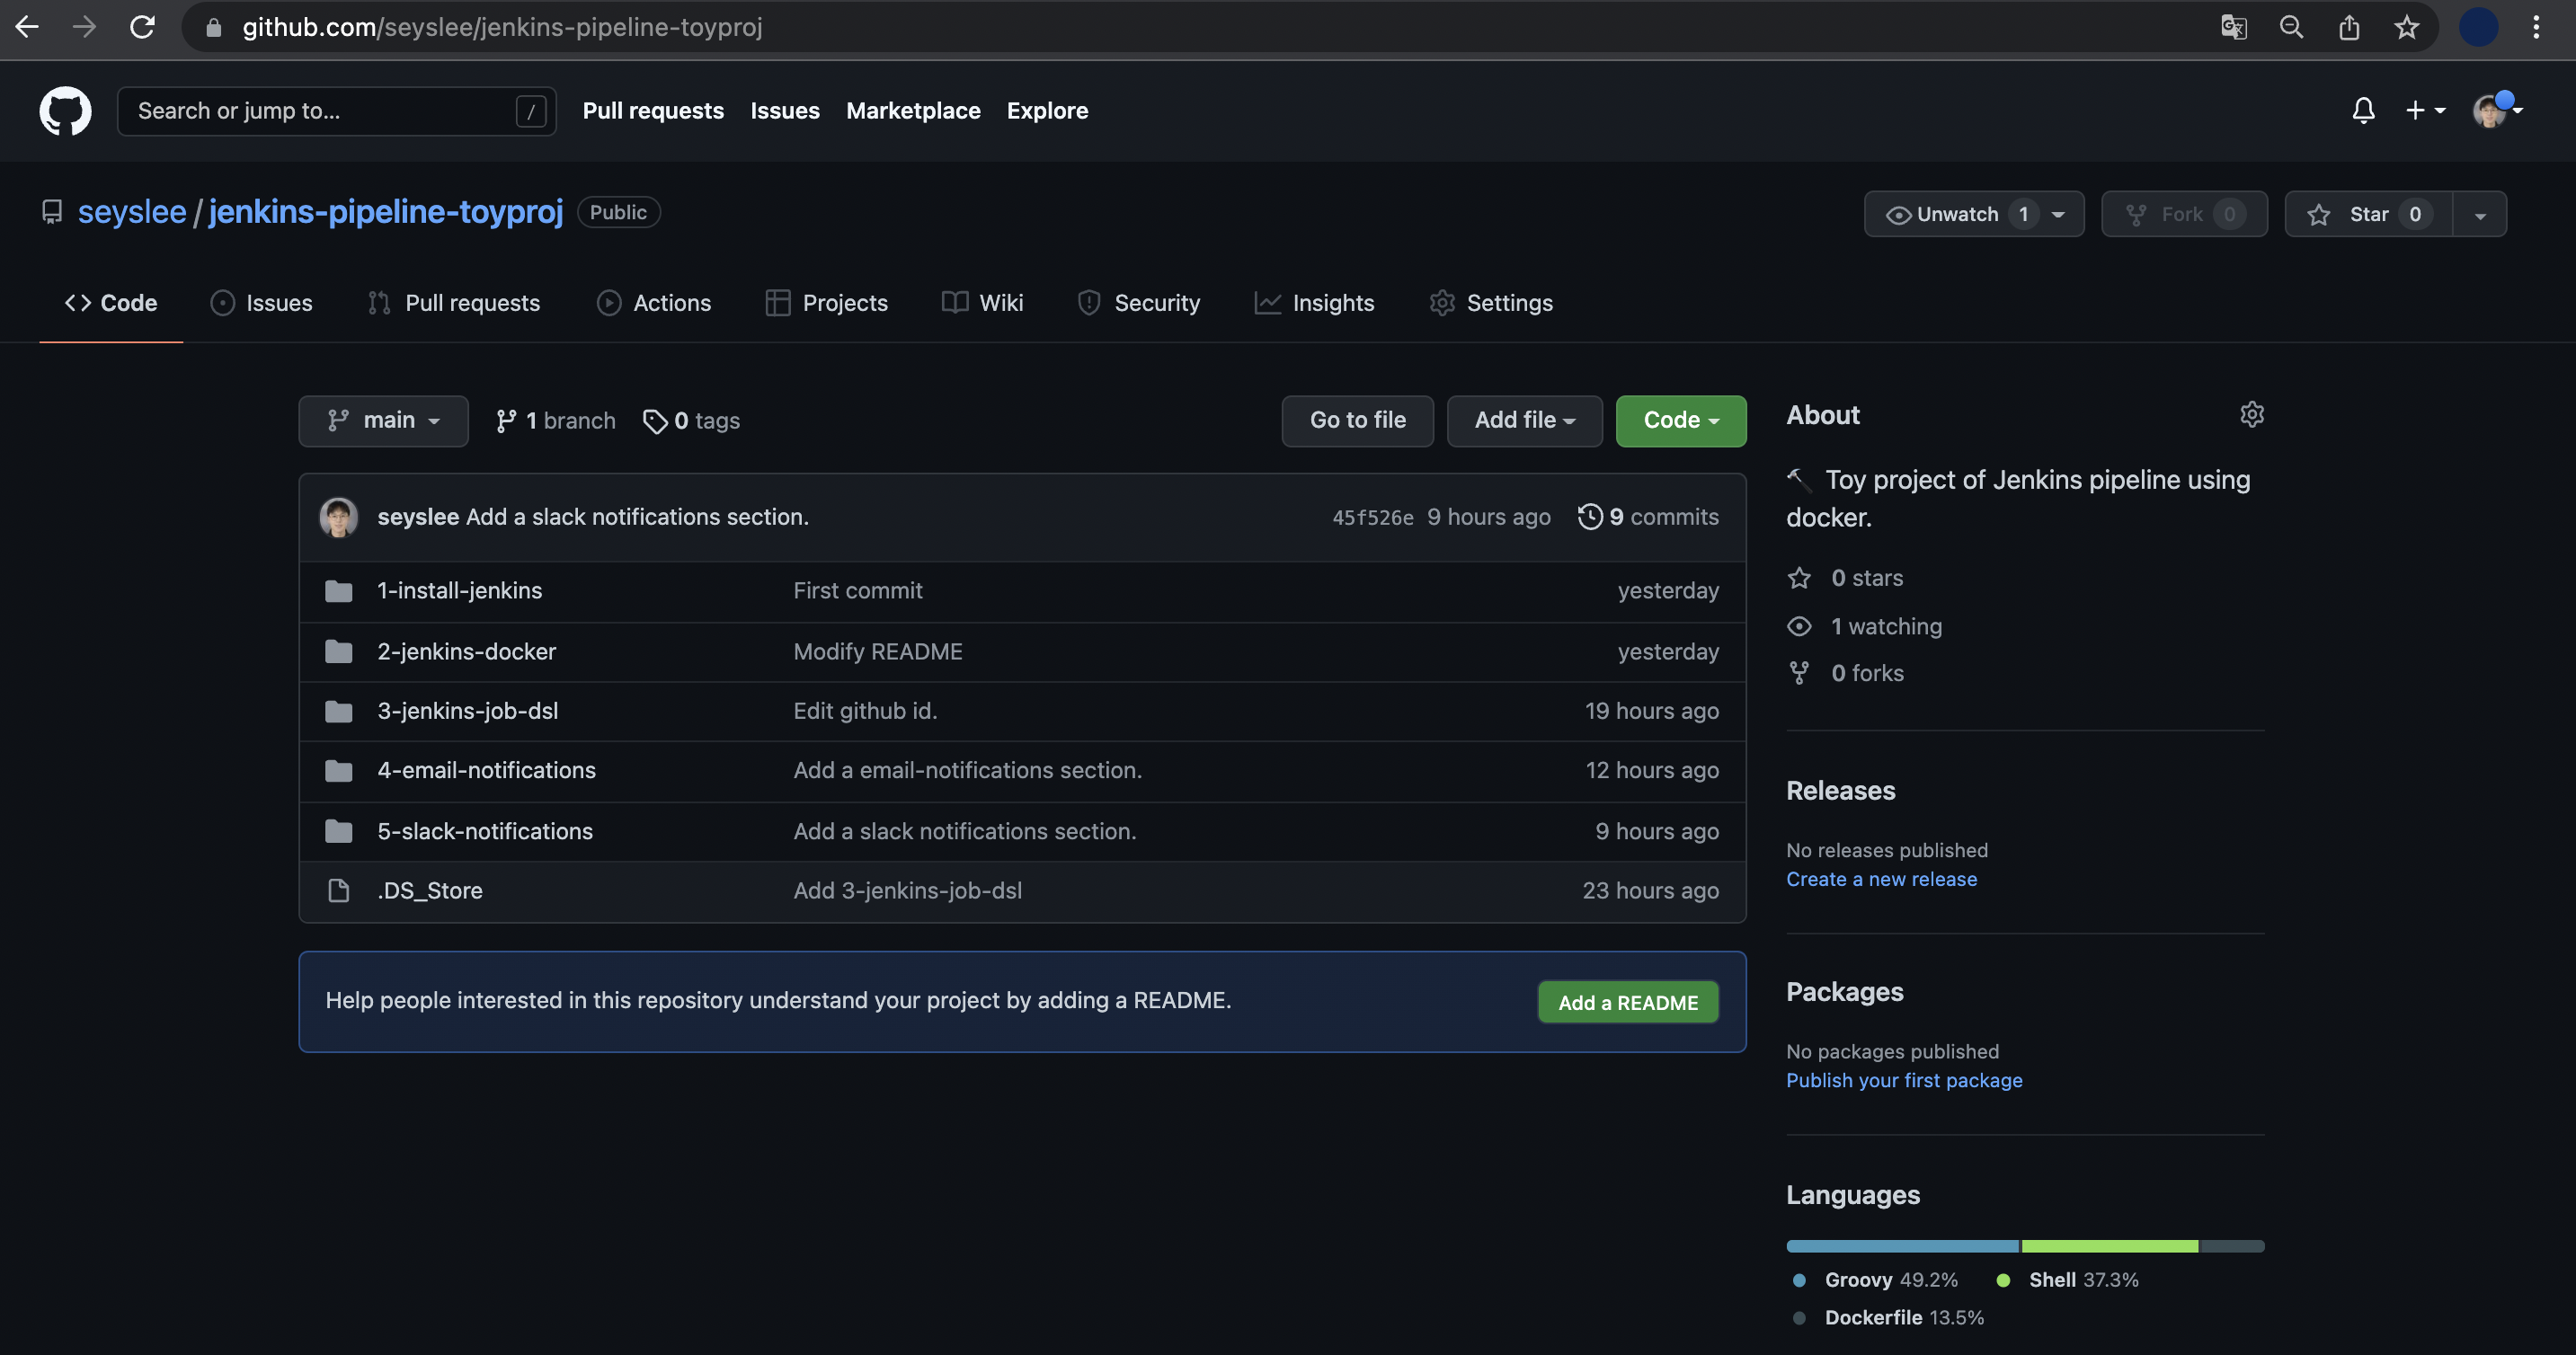 github.com/seyslee/jenkins-pipeline-toyproj
Search or jump to... /
Pull requests Issues Marketplace Explore
seyslee / jenkins-pipeline-toyproj Public
Unwatch 1 Fork 0 Star 0
Code Issues Pull requests Actions Projects Wiki Security Insights Settings
main 1 branch 0 tags Go to file Add file Code
seyslee Add a slack notifications section. 45f526e 9 hours ago 9 commits
1-install-jenkins First commit yesterday
2-jenkins-docker Modify README yesterday
3-jenkins-job-dsl Edit github id. 19 hours ago
4-email-notifications Add a email-notifications section. 12 hours ago
5-slack-notifications Add a slack notifications section. 9 hours ago
.DS_Store Add 3-jenkins-job-dsl 23 hours ago
Help people interested in this repository understand your project by adding a README. Add a README
About
Toy project of Jenkins pipeline using
docker.
0 stars
1 watching
0 forks
Releases
No releases published
Create a new release
Packages
No packages published
Publish your first package
Languages
Groovy 49.2% Shell 37.3%
Dockerfile 13.5%